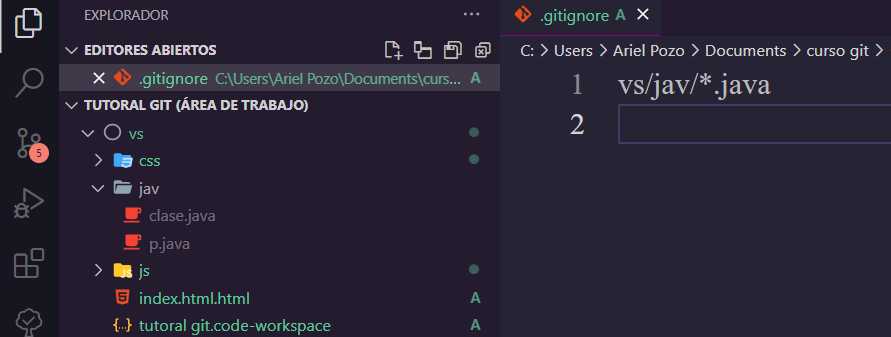 EXPLORADOR
EDITORES ABIERTOS
.gitignore C:\Users\Ariel Pozo\Documents\curs... A
TUTORAL GIT (ÁREA DE TRABAJO)
vs
css
jav
clase.java
p.java
JS js
index.html.html A
{..} tutoral git.code-workspace A
5
.gitignore A
C: > Users > Ariel Pozo > Documents > curso git >
1 vs/jav/*.java
2